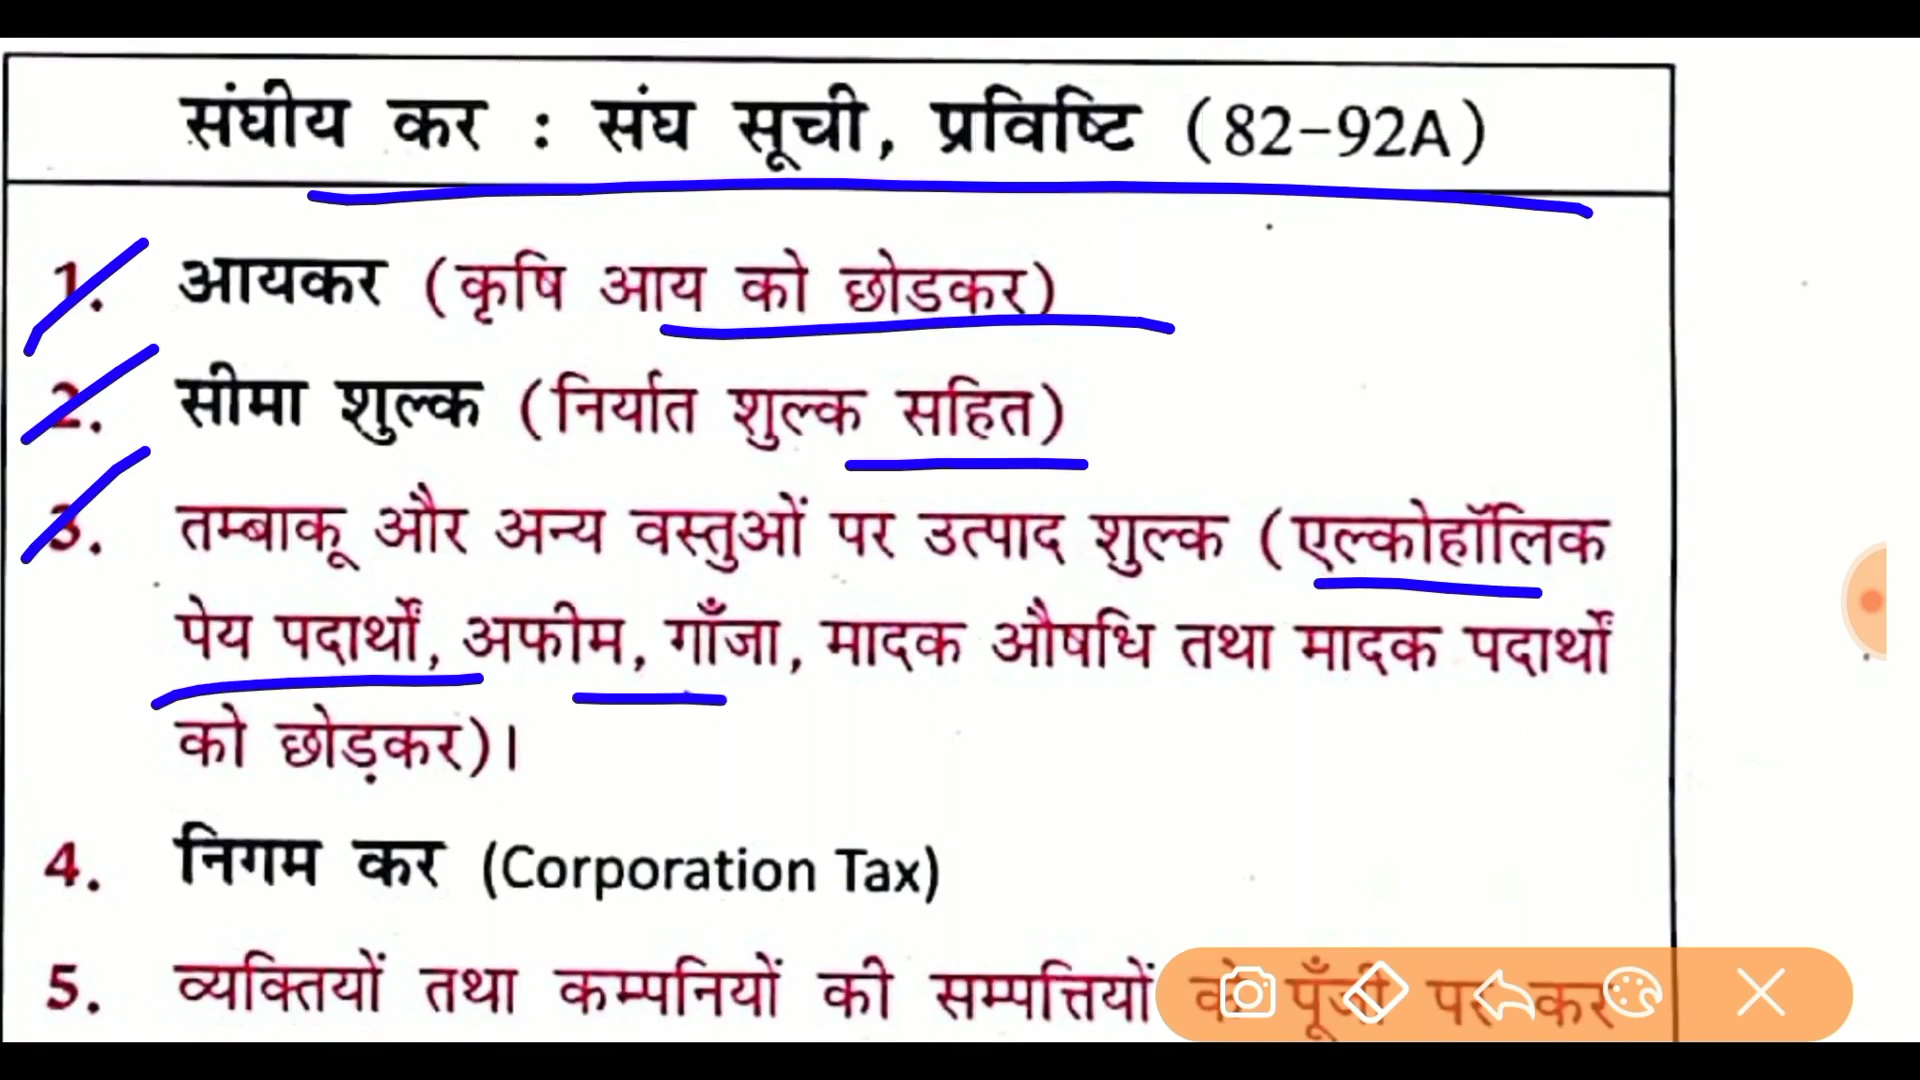 संघीय कर : संघ सूची, प्रविष्टि (82-92A)
1. आयकर (कृषि आय को छोडकर)
2. सीमा शुल्क (निर्यात शुल्क सहित)
3. तम्बाकू और अन्य वस्तुओं पर उत्पाद शुल्क (एल्कोहॉलिक
पेय पदार्थों, अफीम, गाँजा, मादक औषधि तथा मादक पदार्थों
को छोड़कर)।
4. निगम कर (Corporation Tax)
5. व्यक्तियों तथा कम्पनियों की सम्पत्तियों के पूँजी पर कर